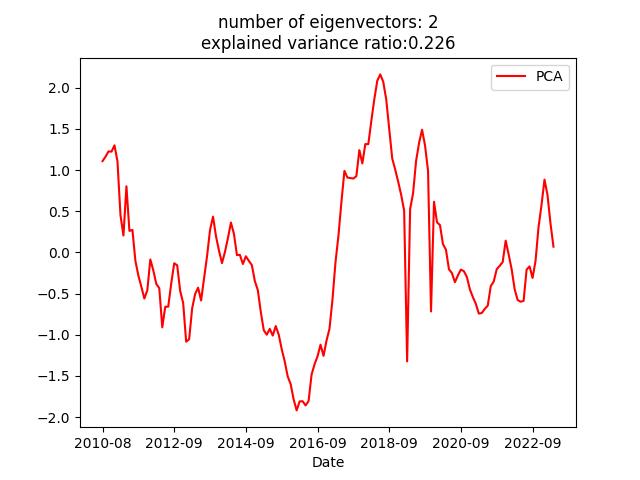 number of eigenvectors: 2
explained variance ratio:0.226
PCA
2.0
1.5
1.0
0.5
0.0
−0.5
−1.0
−1.5
−2.0
2010-08 2012-09 2014-09 2016-09 2018-09 2020-09 2022-09
Date